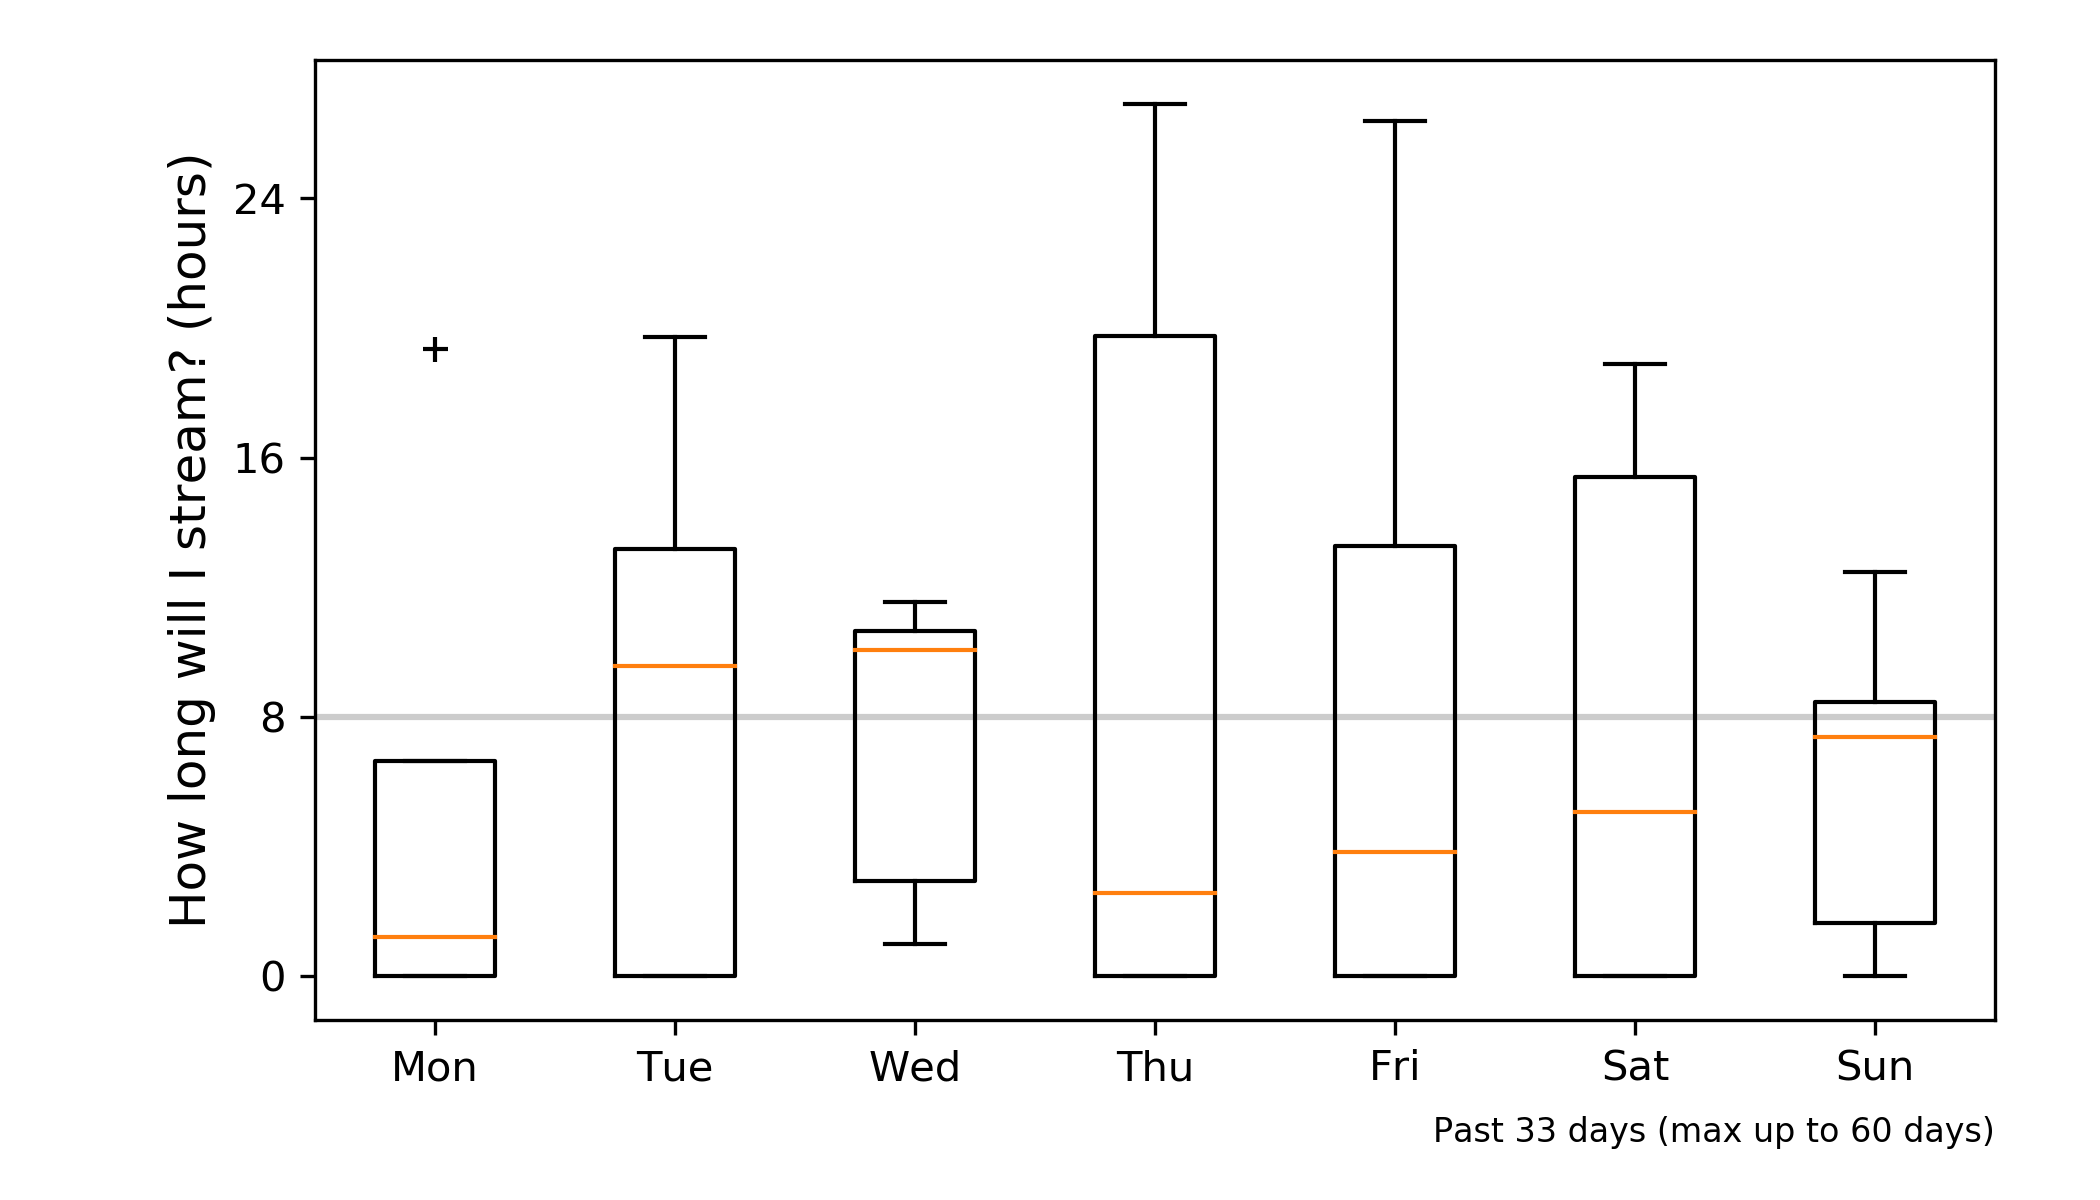 How long will I stream? (hours)
24
16
8
0
Mon Tue Wed Thu Fri Sat Sun
Past 33 days (max up to 60 days)